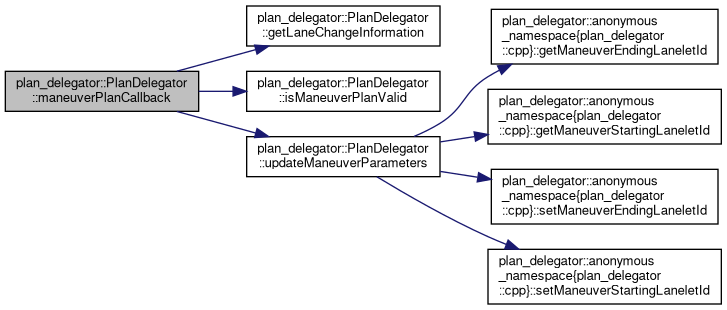 plan_delegator::PlanDelegator
::maneuverPlanCallback
plan_delegator::PlanDelegator
::getLaneChangeInformation
plan_delegator::PlanDelegator
::isManeuverPlanValid
plan_delegator::PlanDelegator
::updateManeuverParameters
plan_delegator::anonymous
_namespace{plan_delegator
::cpp}::getManeuverEndingLaneletId
plan_delegator::anonymous
_namespace{plan_delegator
::cpp}::getManeuverStartingLaneletId
plan_delegator::anonymous
_namespace{plan_delegator
::cpp}::setManeuverEndingLaneletId
plan_delegator::anonymous
_namespace{plan_delegator
::cpp}::setManeuverStartingLaneletId